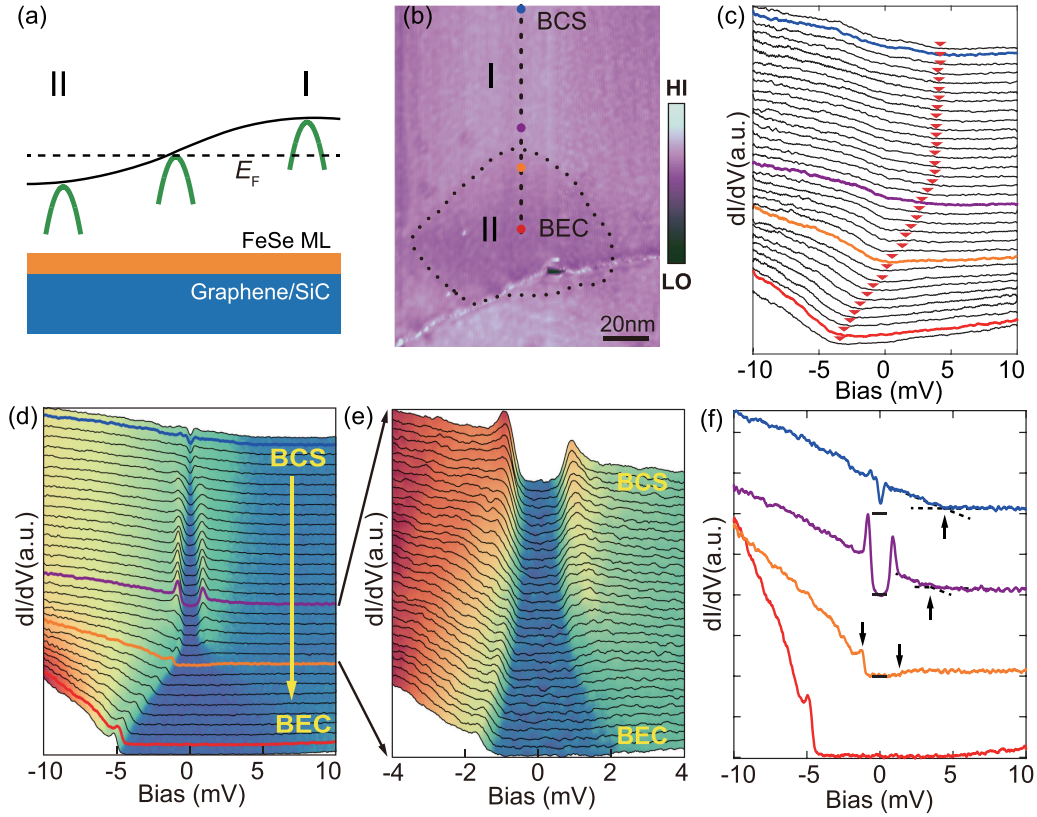 (a)
II
I
E_F
FeSe ML
Graphene/SiC
(b)
BCS
I
II
BEC
20nm
HI
LO
(c)
dI/dV(a.u.)
-10 -5 0 5 10
Bias (mV)
(d)
dI/dV(a.u.)
BCS
BEC
-10 -5 0 5 10
Bias (mV)
(e)
dI/dV(a.u.)
BCS
BEC
-4 -2 0 2 4
Bias (mV)
(f)
dI/dV(a.u.)
-10 -5 0 5 10
Bias (mV)